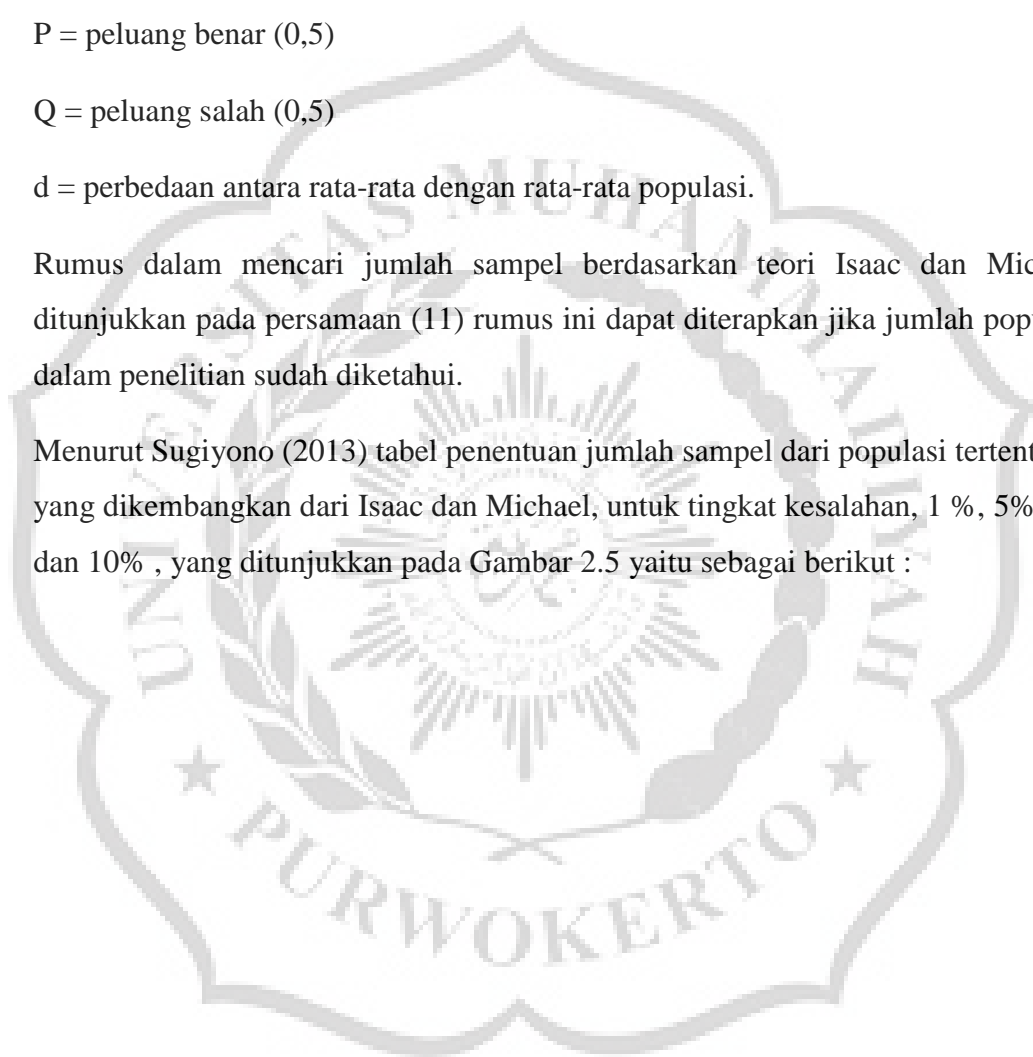 P = peluang benar (0,5)
Q = peluang salah (0,5)
d = perbedaan antara rata-rata dengan rata-rata populasi.
Rumus dalam mencari jumlah sampel berdasarkan teori Isaac dan Mic
ditunjukkan pada persamaan (11) rumus ini dapat diterapkan jika jumlah pop
dalam penelitian sudah diketahui.
Menurut Sugiyono (2013) tabel penentuan jumlah sampel dari populasi tertent
yang dikembangkan dari Isaac dan Michael, untuk tingkat kesalahan, 1 %, 5%
dan 10% , yang ditunjukkan pada Gambar 2.5 yaitu sebagai berikut :
UNIVERSITAS MUHAMMADIYAH
PURWOKERTO